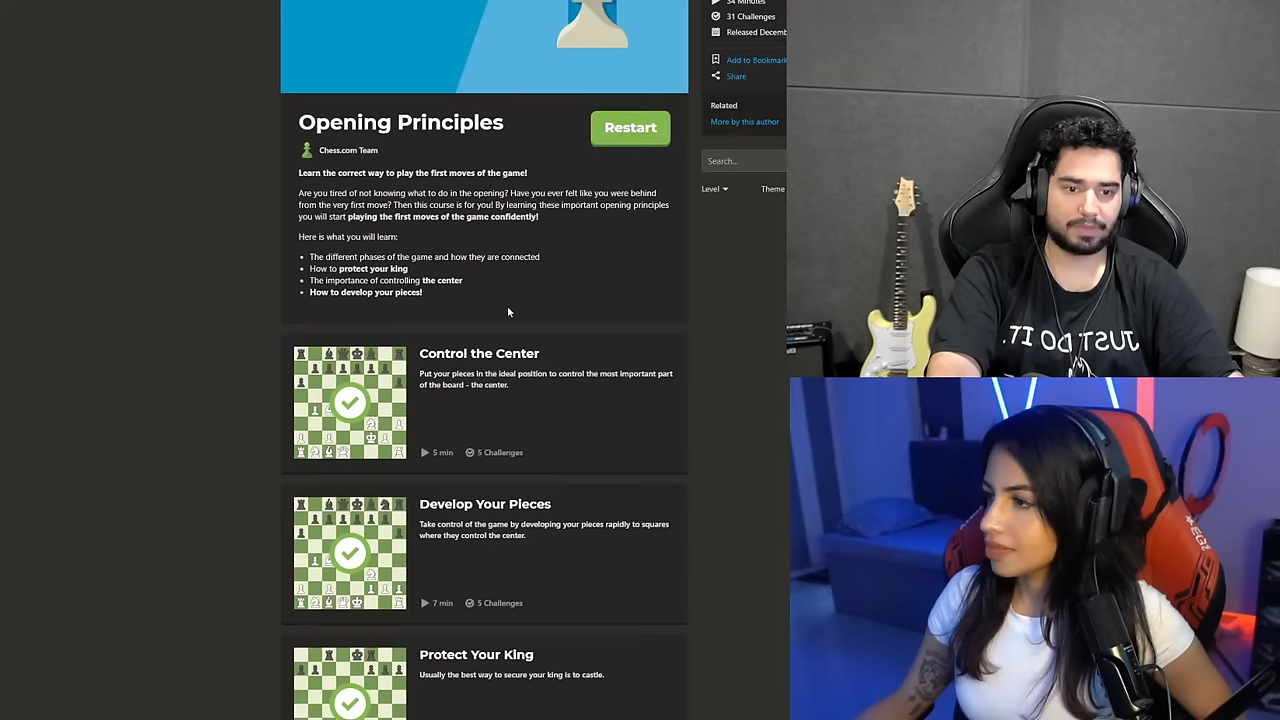 34 Minutes
31 Challenges
Released Decemb
Add to Bookmark
Share
Related
More by this author
Search...
Level
Theme
Opening Principles
Restart
Chess.com Team
Learn the correct way to play the first moves of the game!
Are you tired of not knowing what to do in the opening? Have you ever felt like you were behind
from the very first move? Then this course is for you! By learning these important opening principles
you will start playing the first moves of the game confidently!
Here is what you will learn:
• The different phases of the game and how they are connected
• How to protect your king
• The importance of controlling the center
• How to develop your pieces!
Control the Center
Put your pieces in the ideal position to control the most important part
of the board - the center.
5 min
5 Challenges
Develop Your Pieces
Take control of the game by developing your pieces rapidly to squares
where they control the center.
7 min
5 Challenges
Protect Your King
Usually the best way to secure your king is to castle.
JUST DO IT.